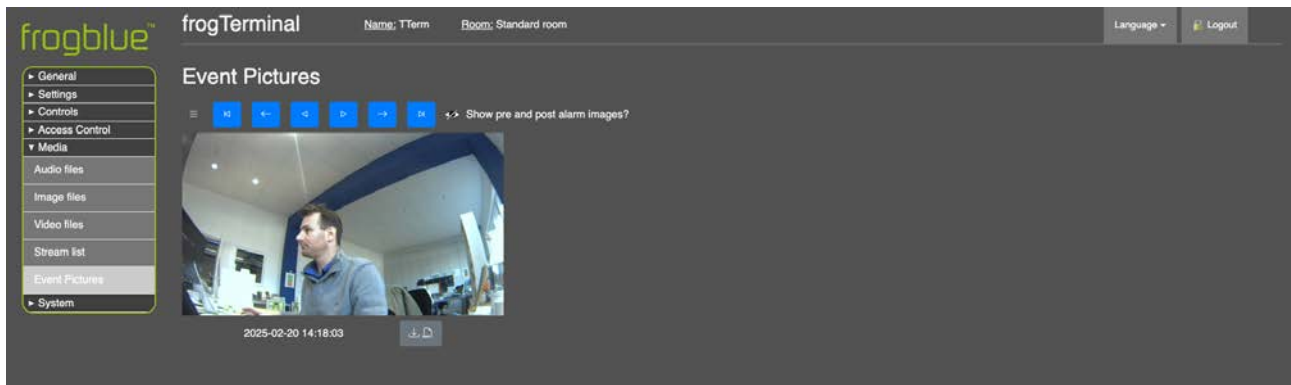 frogblue™
frogTerminal
Name: TTerm
Room: Standard room
Language
Logout
General
Settings
Controls
Access Control
Media
Audio files
Image files
Video files
Stream list
Event Pictures
System
Event Pictures
Show pre and post alarm images?
2025-02-20 14:18:03